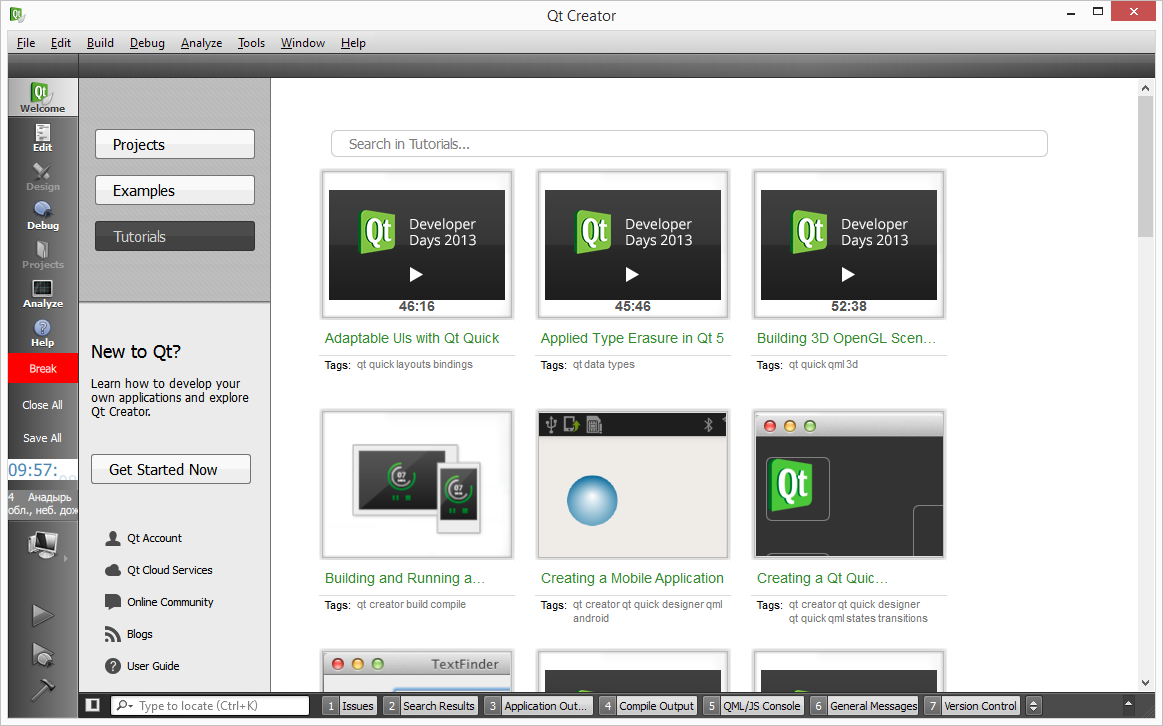 Qt Creator
File Edit Build Debug Analyze Tools Window Help
Qt
Welcome
Edit
Design
Debug
Projects
Analyze
Help
Break
Close All
Save All
09:57:
4 Анадырь
обл., неб. дож
Projects
Examples
Tutorials
New to Qt?
Learn how to develop your
own applications and explore
Qt Creator.
Get Started Now
Qt Account
Qt Cloud Services
Online Community
Blogs
User Guide
Search in Tutorials...
Qt Developer
Days 2013
46:16
Adaptable UIs with Qt Quick
Tags: qt quick layouts bindings
Qt Developer
Days 2013
45:46
Applied Type Erasure in Qt 5
Tags: qt data types
Qt Developer
Days 2013
52:38
Building 3D OpenGL Scen...
Tags: qt quick qml 3d
07
07
Building and Running a...
Tags: qt creator build compile
Creating a Mobile Application
Tags: qt creator qt quick designer qml
android
Qt
Creating a Qt Quic...
Tags: qt creator qt quick designer
qt quick qml states transitions
TextFinder
Type to locate (Ctrl+K)
1 Issues 2 Search Results 3 Application Out... 4 Compile Output 5 QML/JS Console 6 General Messages 7 Version Control